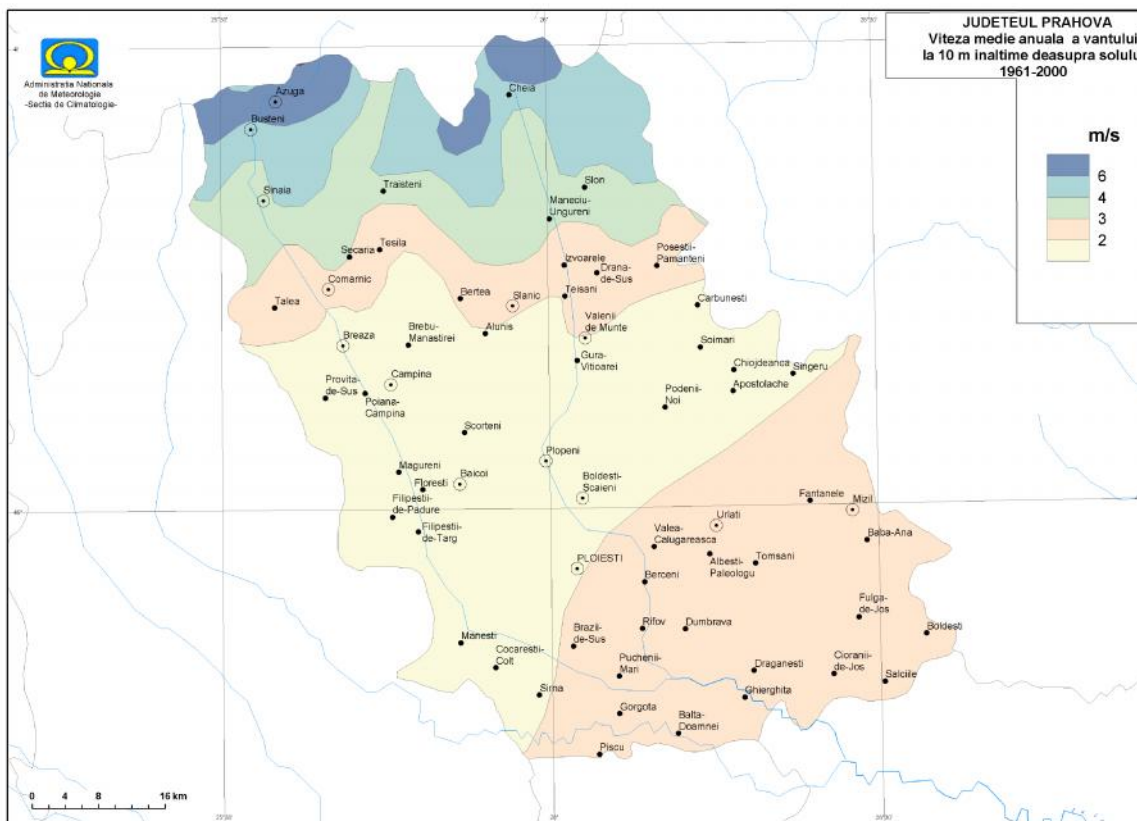 JUDETEUL PRAHOVA
Viteza medie anuala a vantului
la 10 m inaltime deasupra solului
1961-2000
Administratia Nationala
de Meteorologie
-Sectia de Climatologie-
m/s
6
4
3
2
Azuga
Busteni
Cheia
Sinaia
Traisteni
Slon
Maneciu-
Ungureni
Secaria
Tesila
Izvoarele
Drana-
de-Sus
Posestii-
Pamanteni
Comarnic
Talea
Bertea
Slanic
Teisani
Carbunesti
Valenii
de Munte
Breaza
Brebu-
Manastirei
Alunis
Gura-
Vitioarei
Soimari
Chiojdeanca
Singeru
Apostolache
Campina
Provita-
de-Sus
Poiana-
Campina
Podenii-
Noi
Scorteni
Plopeni
Magureni
Floresti
Baicoi
Boldesti-
Scaieni
Filipestii-
de-Padure
Filipestii-
de-Targ
Fantanele
Mizil
Urlati
Valea-
Calugareasca
Albesti-
Paleologu
Tomsani
Baba-Ana
PLOIESTI
Berceni
Fulga-
de-Jos
Boldesti
Manesti
Brazii-
de-Sus
Rifov
Dumbrava
Cocarestii-
Colt
Puchenii-
Mari
Draganesti
Cioranii-
de-Jos
Salciile
Sirna
Ghierghita
Gorgota
Balta-
Doamnei
Piscu
0 4 8 16 km